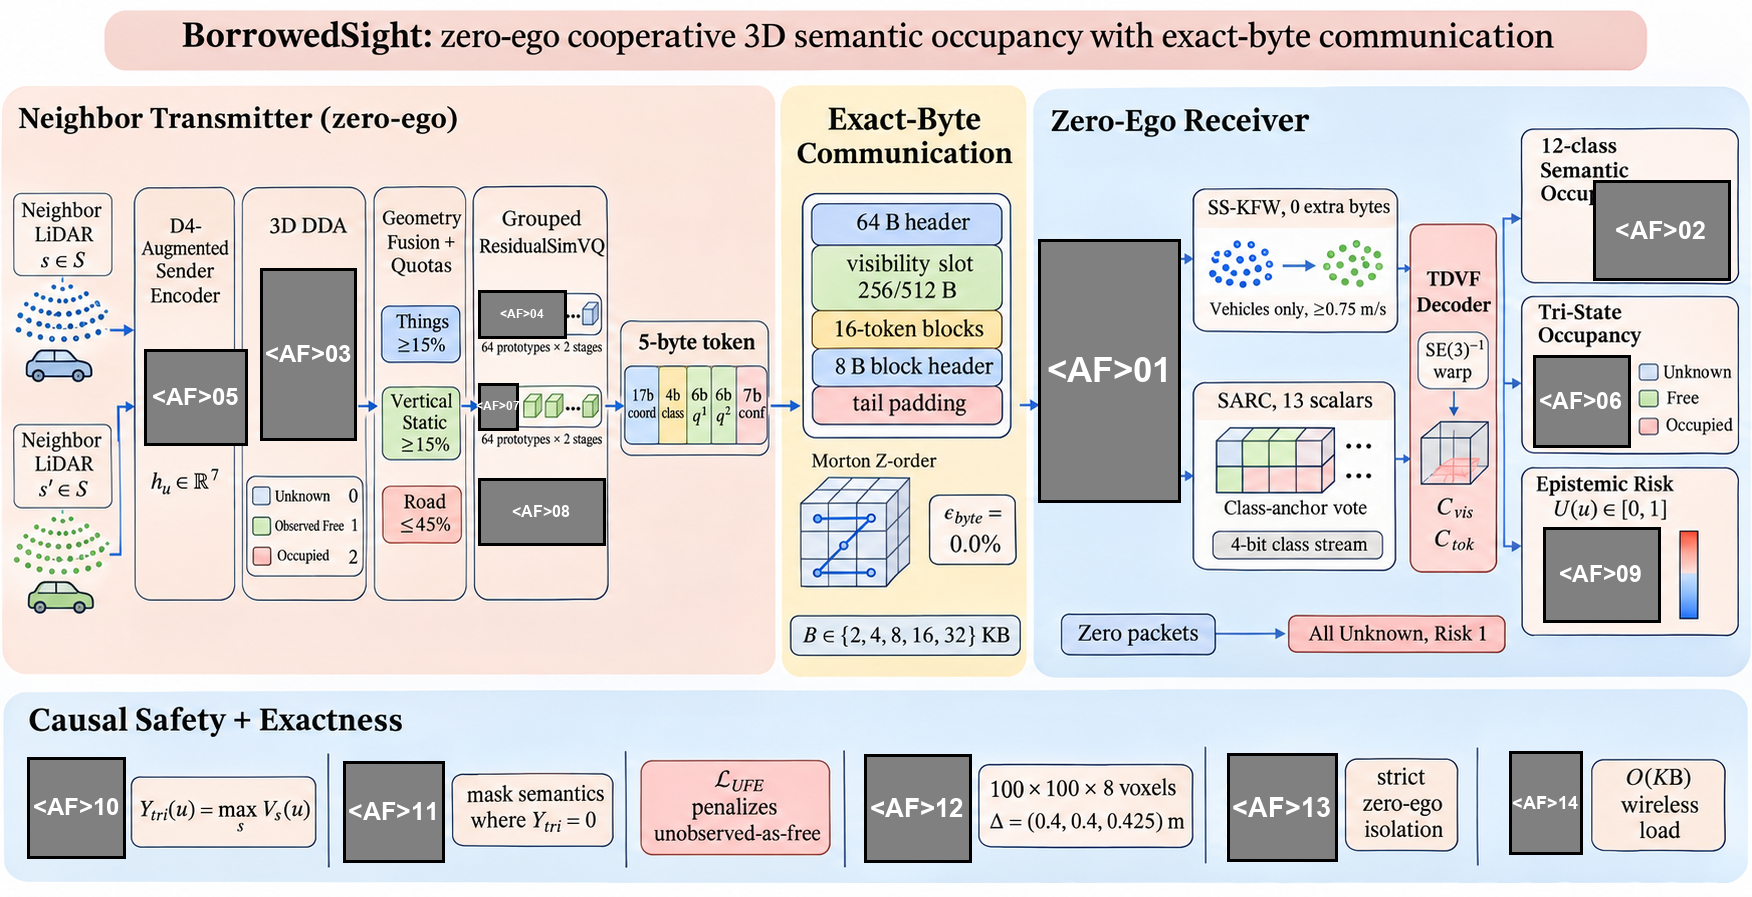 BorrowedSight: zero-ego cooperative 3D semantic occupancy with exact-byte communication
Neighbor Transmitter (zero-ego)
Neighbor
LiDAR
s ∈ S
Neighbor
LiDAR
s′ ∈ S
D4-
Augmented
Sender
Encoder
<AF>05
h_u ∈ ℝ^7
3D DDA
<AF>03
Unknown 0
Observed Free 1
Occupied 2
Geometry
Fusion +
Quotas
Things
≥15%
Vertical
Static
≥15%
Road
≤45%
Grouped
ResidualSimVQ
<AF>04
...
64 prototypes × 2 stages
<AF>07
...
64 prototypes × 2 stages
<AF>08
5-byte token
17b coord
4b class
6b q^1
6b q^2
7b conf
Exact-Byte
Communication
64 B header
visibility slot
256/512 B
16-token blocks
8 B block header
tail padding
Morton Z-order
ϵ_byte =
0.0%
B ∈ {2, 4, 8, 16, 32} KB
Zero-Ego Receiver
<AF>01
SS-KFW, 0 extra bytes
Vehicles only, ≥0.75 m/s
SARC, 13 scalars
...
...
Class-anchor vote
4-bit class stream
TDVF
Decoder
SE(3)^−1
warp
C_vis
C_tok
12-class
Semantic
Occup
<AF>02
Tri-State
Occupancy
<AF>06
Unknown
Free
Occupied
Epistemic Risk
U(u) ∈ [0, 1]
<AF>09
Zero packets
All Unknown, Risk 1
Causal Safety + Exactness
<AF>10
Y_tri(u) = max_s V_s(u)
<AF>11
mask semantics
where Y_tri = 0
ℒ_UFE
penalizes
unobserved-as-free
<AF>12
100 × 100 × 8 voxels
Δ = (0.4, 0.4, 0.425) m
<AF>13
strict
zero-ego
isolation
<AF>14
O(KB)
wireless
load